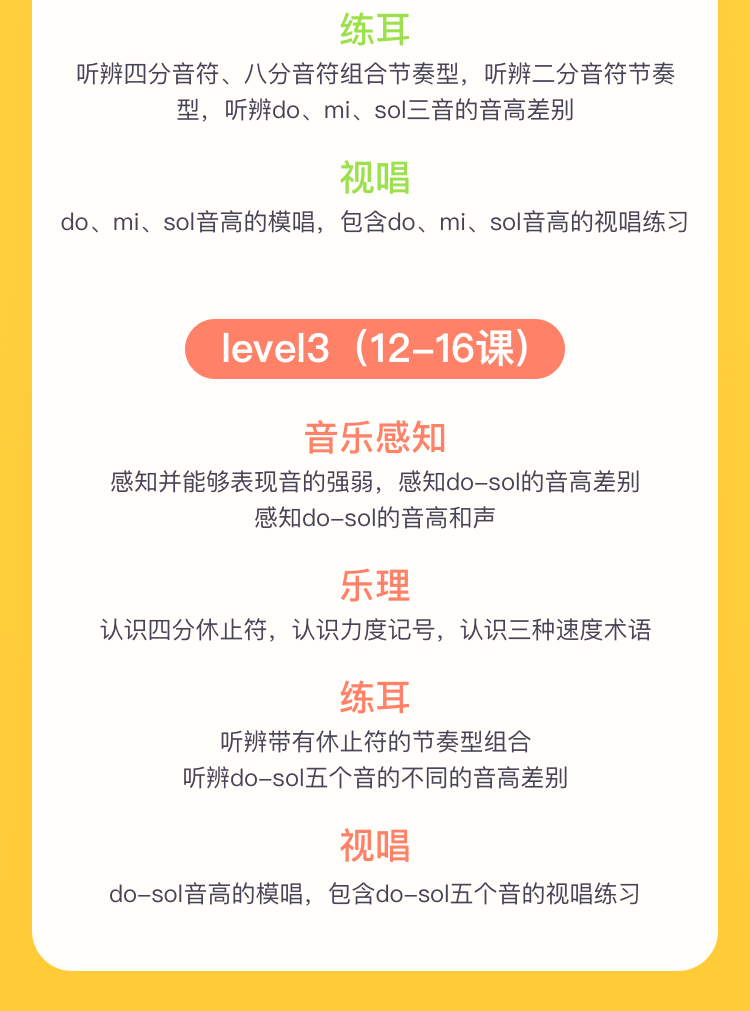 练耳
听辨四分音符、八分音符组合节奏型，听辨二分音符节奏
型，听辨do、mi、sol三音的音高差别
视唱
do、mi、sol音高的模唱，包含do、mi、sol音高的视唱练习
level3（12-16课）
音乐感知
感知并能够表现音的强弱，感知do-sol的音高差别
感知do-sol的音高和声
乐理
认识四分休止符，认识力度记号，认识三种速度术语
练耳
听辨带有休止符的节奏型组合
听辨do-sol五个音的不同的音高差别
视唱
do-sol音高的模唱，包含do-sol五个音的视唱练习